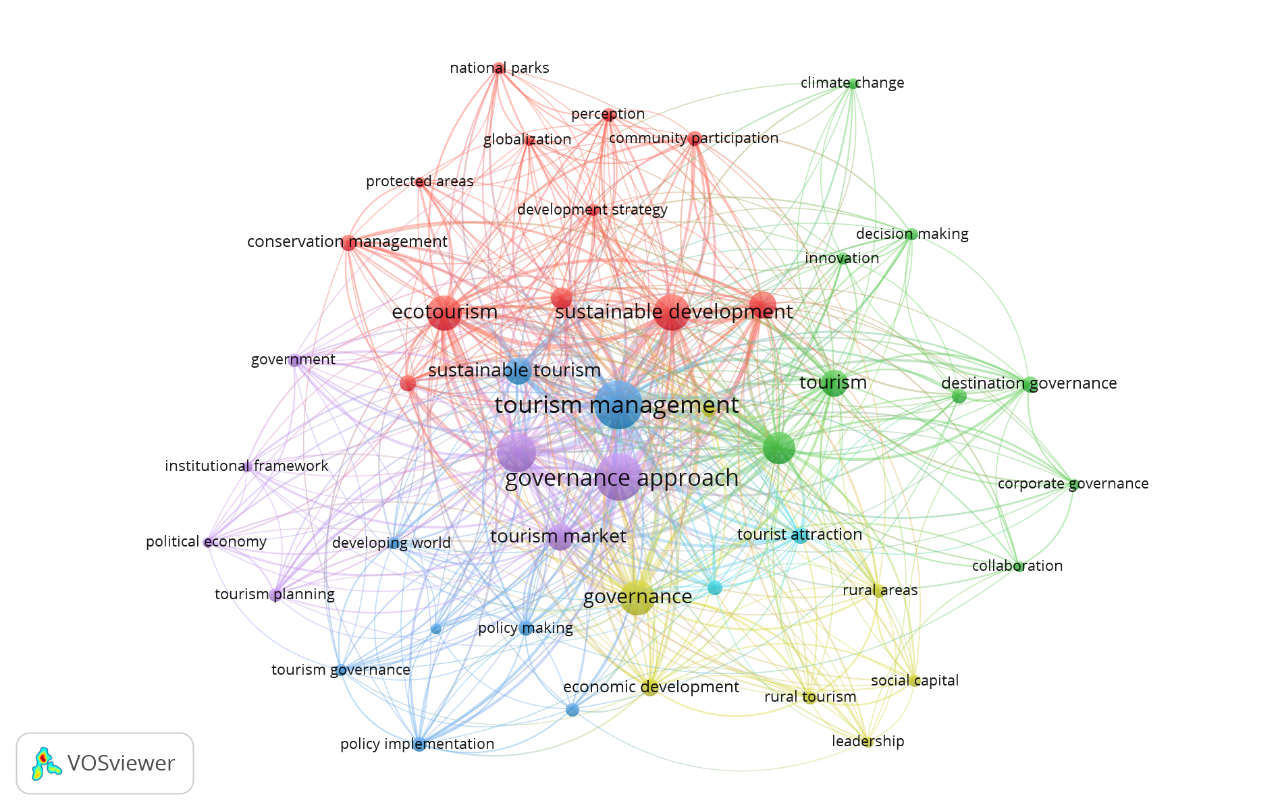 national parks
climate change
perception
globalization
community participation
protected areas
development strategy
decision making
conservation management
innovation
ecotourism
sustainable development
government
sustainable tourism
tourism
destination governance
tourism management
institutional framework
governance approach
corporate governance
tourism market
tourist attraction
political economy
developing world
collaboration
tourism planning
governance
rural areas
policy making
tourism governance
economic development
social capital
rural tourism
policy implementation
leadership
VOSviewer